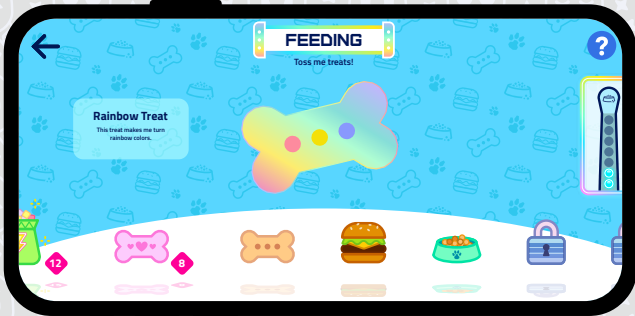 FEEDING
Toss me treats!
?
Rainbow Treat
This treat makes me turn
rainbow colors.
12
8